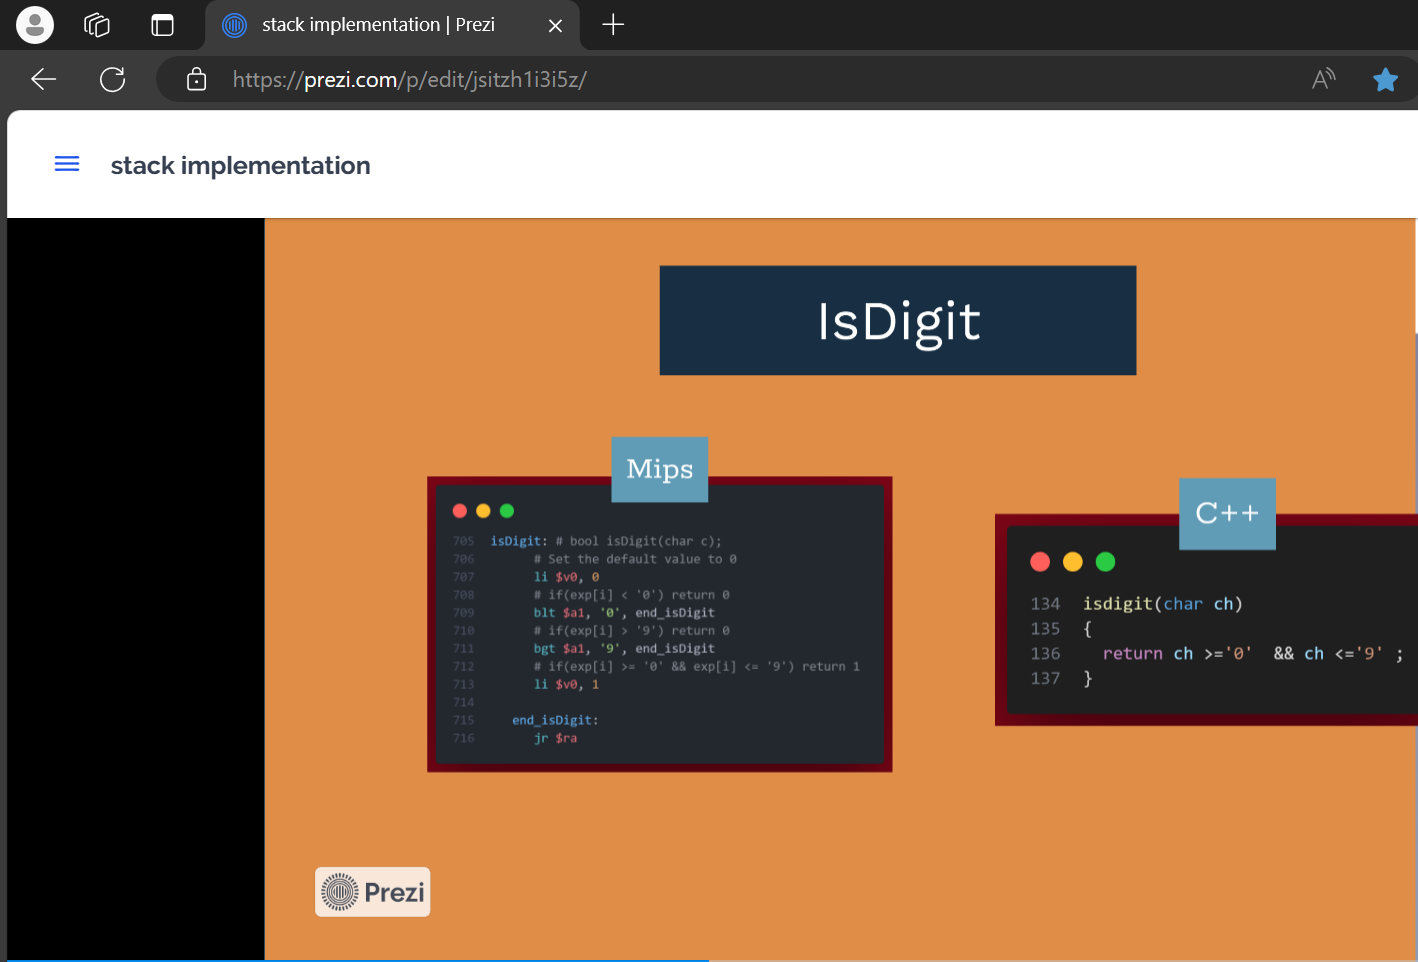 stack implementation | Prezi
https://prezi.com/p/edit/jsitzh1i3i5z/
stack implementation
IsDigit
Mips
705 isDigit: # bool isDigit(char c);
706 # Set the default value to 0
707 li $v0, 0
708 # if(exp[i] < '0') return 0
709 blt $a1, '0', end_isDigit
710 # if(exp[i] > '9') return 0
711 bgt $a1, '9', end_isDigit
712 # if(exp[i] >= '0' && exp[i] <= '9') return 1
713 li $v0, 1
714
715 end_isDigit:
716 jr $ra
C++
134 isdigit(char ch)
135 {
136 return ch >='0' && ch <='9' ;
137 }
Prezi